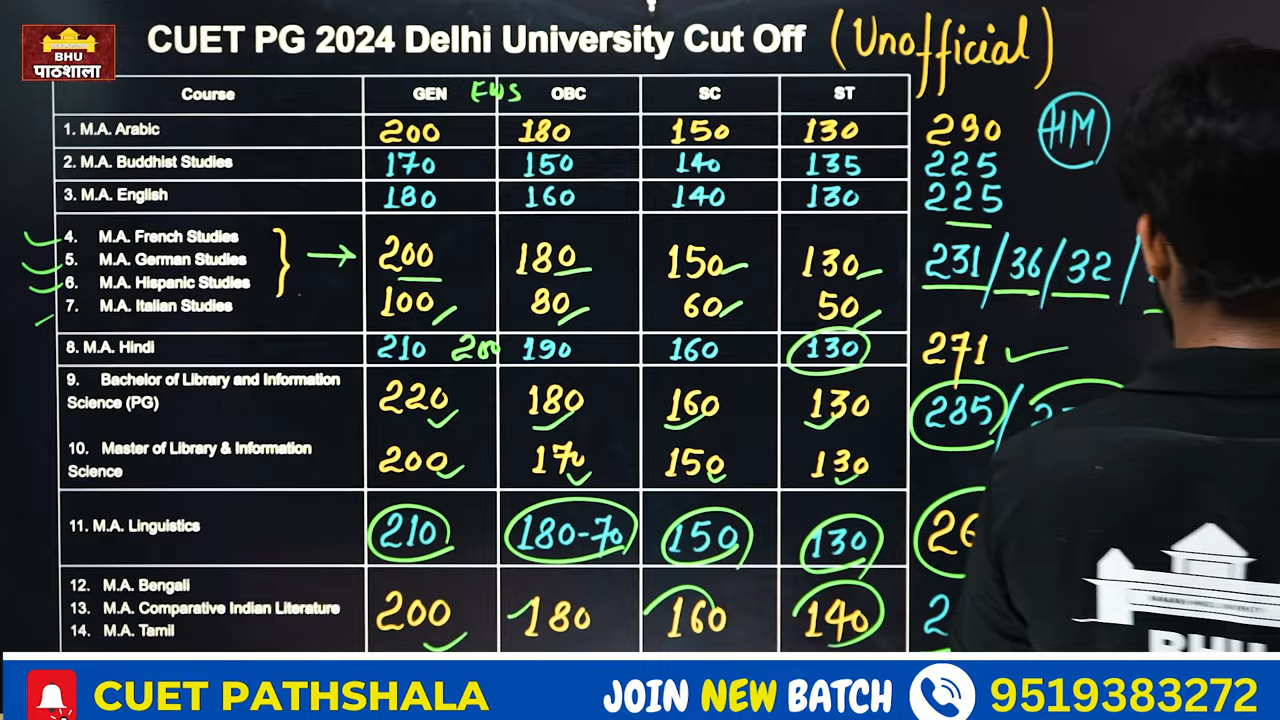 BHU
पाठशाला
CUET PG 2024 Delhi University Cut Off (Unofficial)
Course GEN EWS OBC SC ST
1. M.A. Arabic 200 180 150 130 290 HM
2. M.A. Buddhist Studies 170 150 140 135 225
3. M.A. English 180 160 140 130 225
4. M.A. French Studies
5. M.A. German Studies 200 180 150 130 231/36/32/
6. M.A. Hispanic Studies
7. M.A. Italian Studies 100 80 60 50
8. M.A. Hindi 210 200 190 160 130 271
9. Bachelor of Library and Information
Science (PG) 220 180 160 130 285/
10. Master of Library & Information
Science 200 170 150 130
11. M.A. Linguistics 210 180-70 150 130 26
12. M.A. Bengali
13. M.A. Comparative Indian Literature 200 180 160 140 2
14. M.A. Tamil
BHU
CUET PATHSHALA JOIN NEW BATCH 9519383272